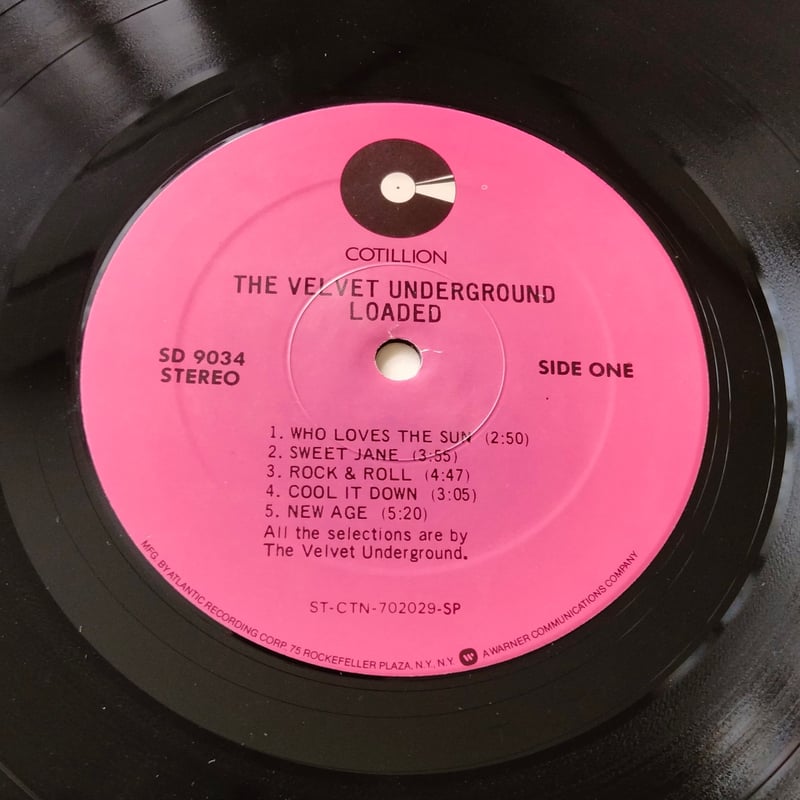 COTILLION
THE VELVET UNDERGROUND
LOADED
SD 9034
STEREO
SIDE ONE
1. WHO LOVES THE SUN (2:50)
2. SWEET JANE (3:55)
3. ROCK & ROLL (4:47)
4. COOL IT DOWN (3:05)
5. NEW AGE (5:20)
All the selections are by
The Velvet Underground.
ST-CTN-702029-SP
MFG. BY ATLANTIC RECORDING CORP. 75 ROCKEFELLER PLAZA, N.Y., N.Y. A WARNER COMMUNICATIONS COMPANY